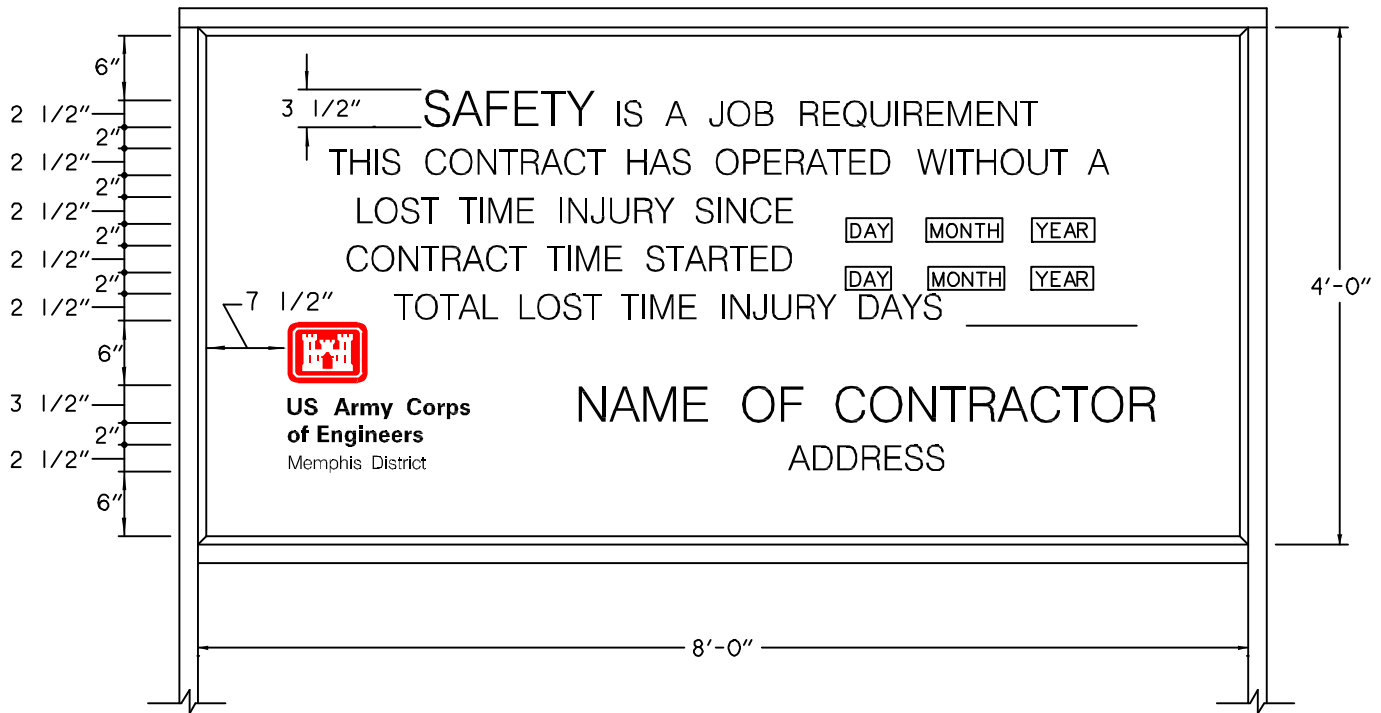 6"
2 1/2"
2"
2 1/2"
2"
2 1/2"
2"
2 1/2"
2"
2 1/2"
6"
3 1/2"
2"
2 1/2"
6"
3 1/2"
SAFETY IS A JOB REQUIREMENT
THIS CONTRACT HAS OPERATED WITHOUT A
LOST TIME INJURY SINCE DAY MONTH YEAR
CONTRACT TIME STARTED DAY MONTH YEAR
TOTAL LOST TIME INJURY DAYS
7 1/2"
US Army Corps
of Engineers
Memphis District
NAME OF CONTRACTOR
ADDRESS
4'-0"
8'-0"